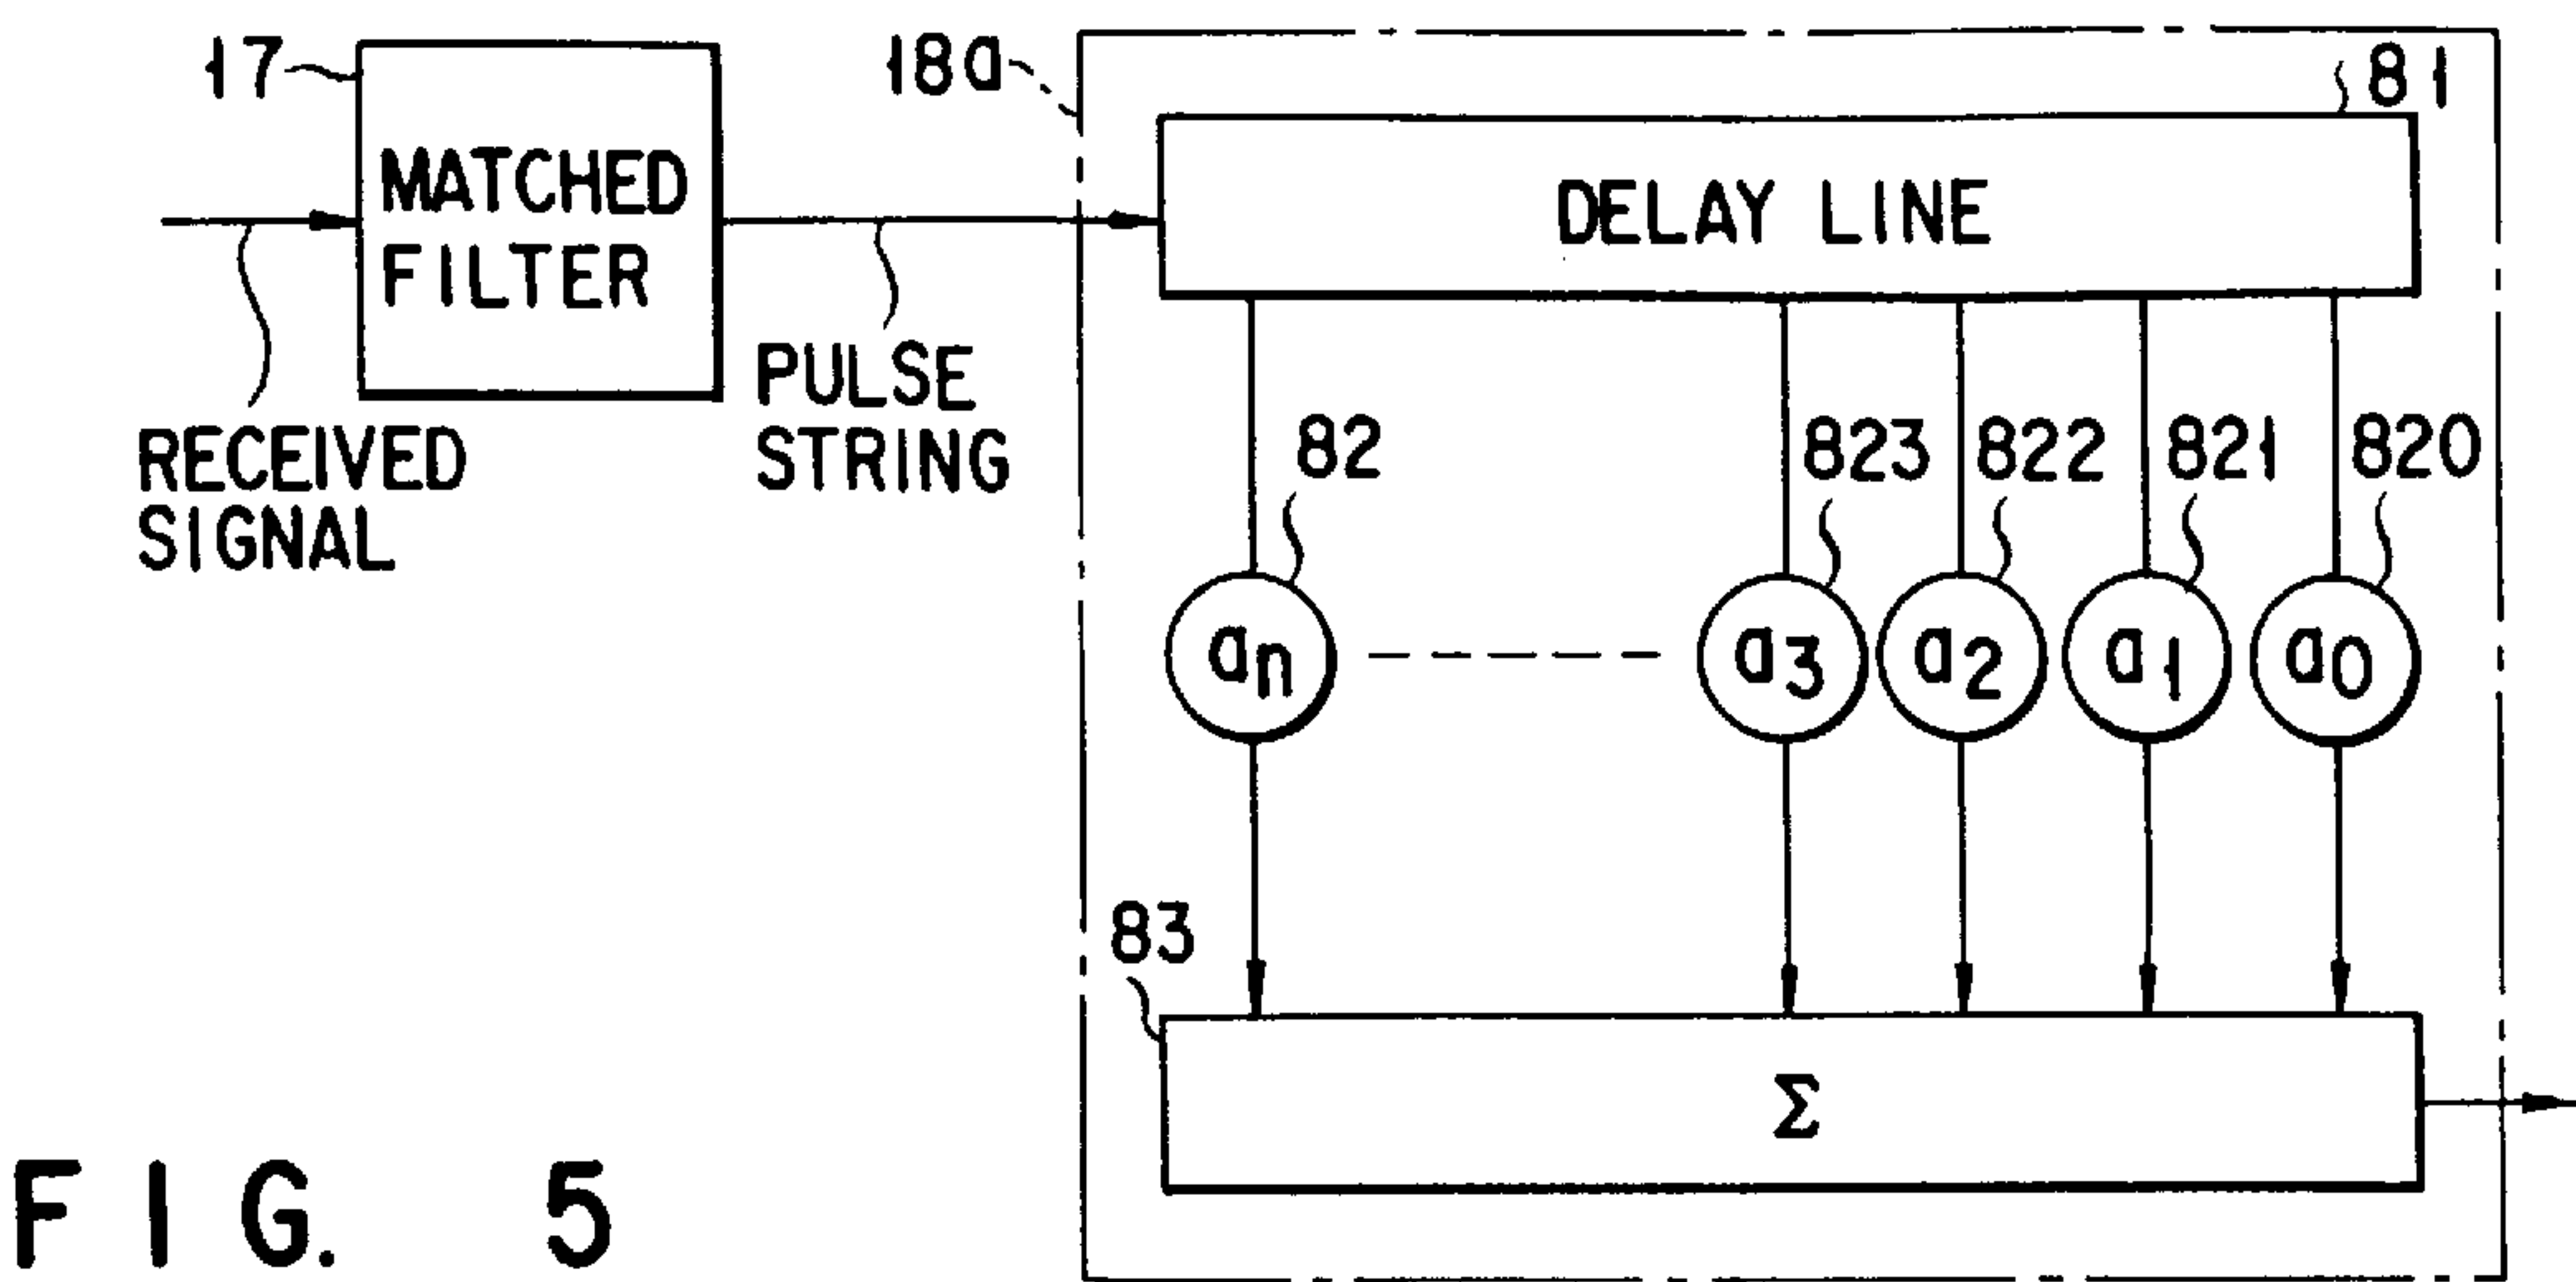 17
18a
81
MATCHED
FILTER
DELAY LINE
RECEIVED
SIGNAL
PULSE
STRING
82
823
822
821
820
an
a3
a2
a1
a0
83
Σ
FIG. 5